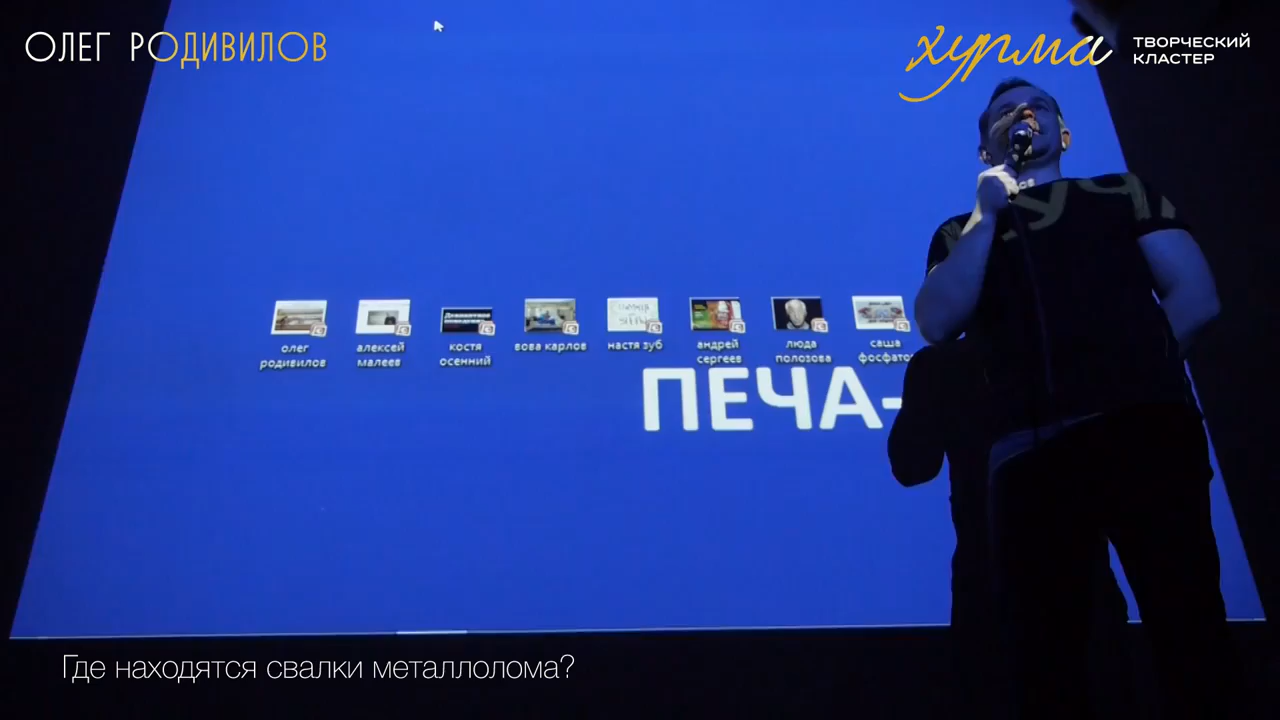 ОЛЕГ РОДИВИЛОВ
хурма
ТВОРЧЕСКИЙ
КЛАСТЕР
олег
родивилов
алексей
малеев
костя
осенний
вова карлов
настя зуб
андрей
сергеев
люда
полозова
саша
фосфато
ПЕЧА-
Где находятся свалки металлолома?